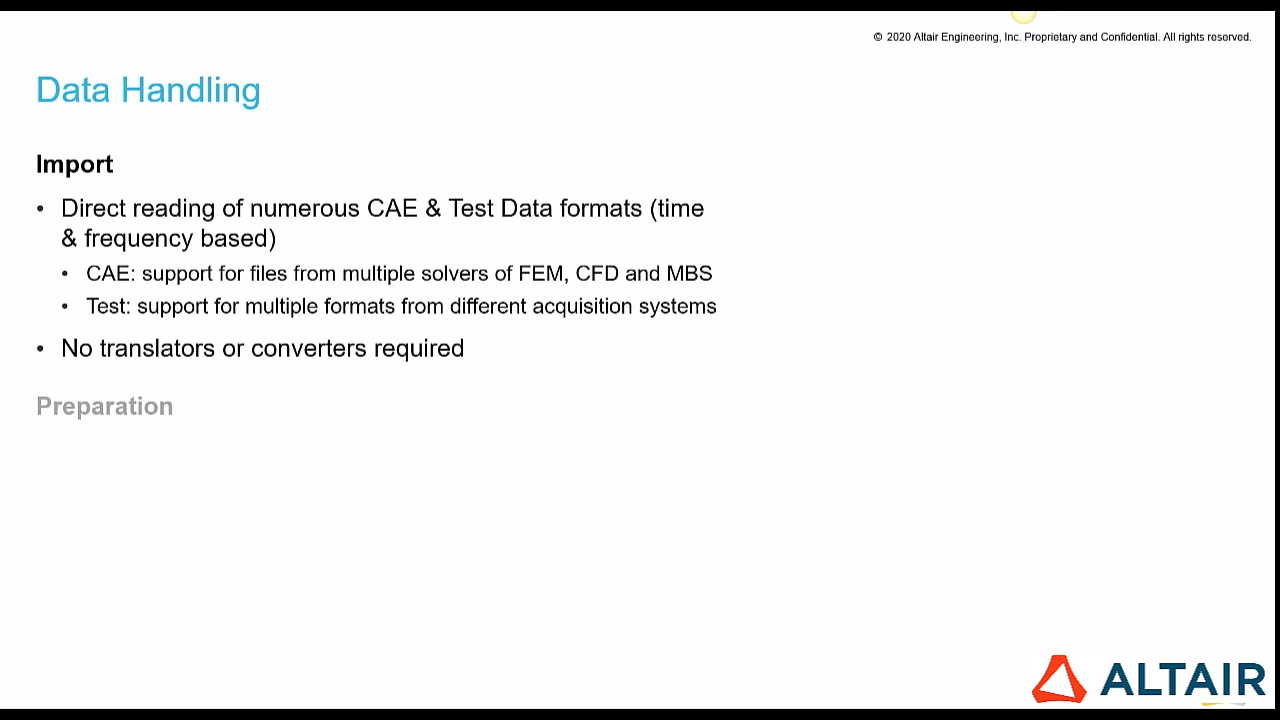 © 2020 Altair Engineering, Inc. Proprietary and Confidential. All rights reserved.
Data Handling
Import
• Direct reading of numerous CAE & Test Data formats (time
& frequency based)
• CAE: support for files from multiple solvers of FEM, CFD and MBS
• Test: support for multiple formats from different acquisition systems
• No translators or converters required
Preparation
ALTAIR